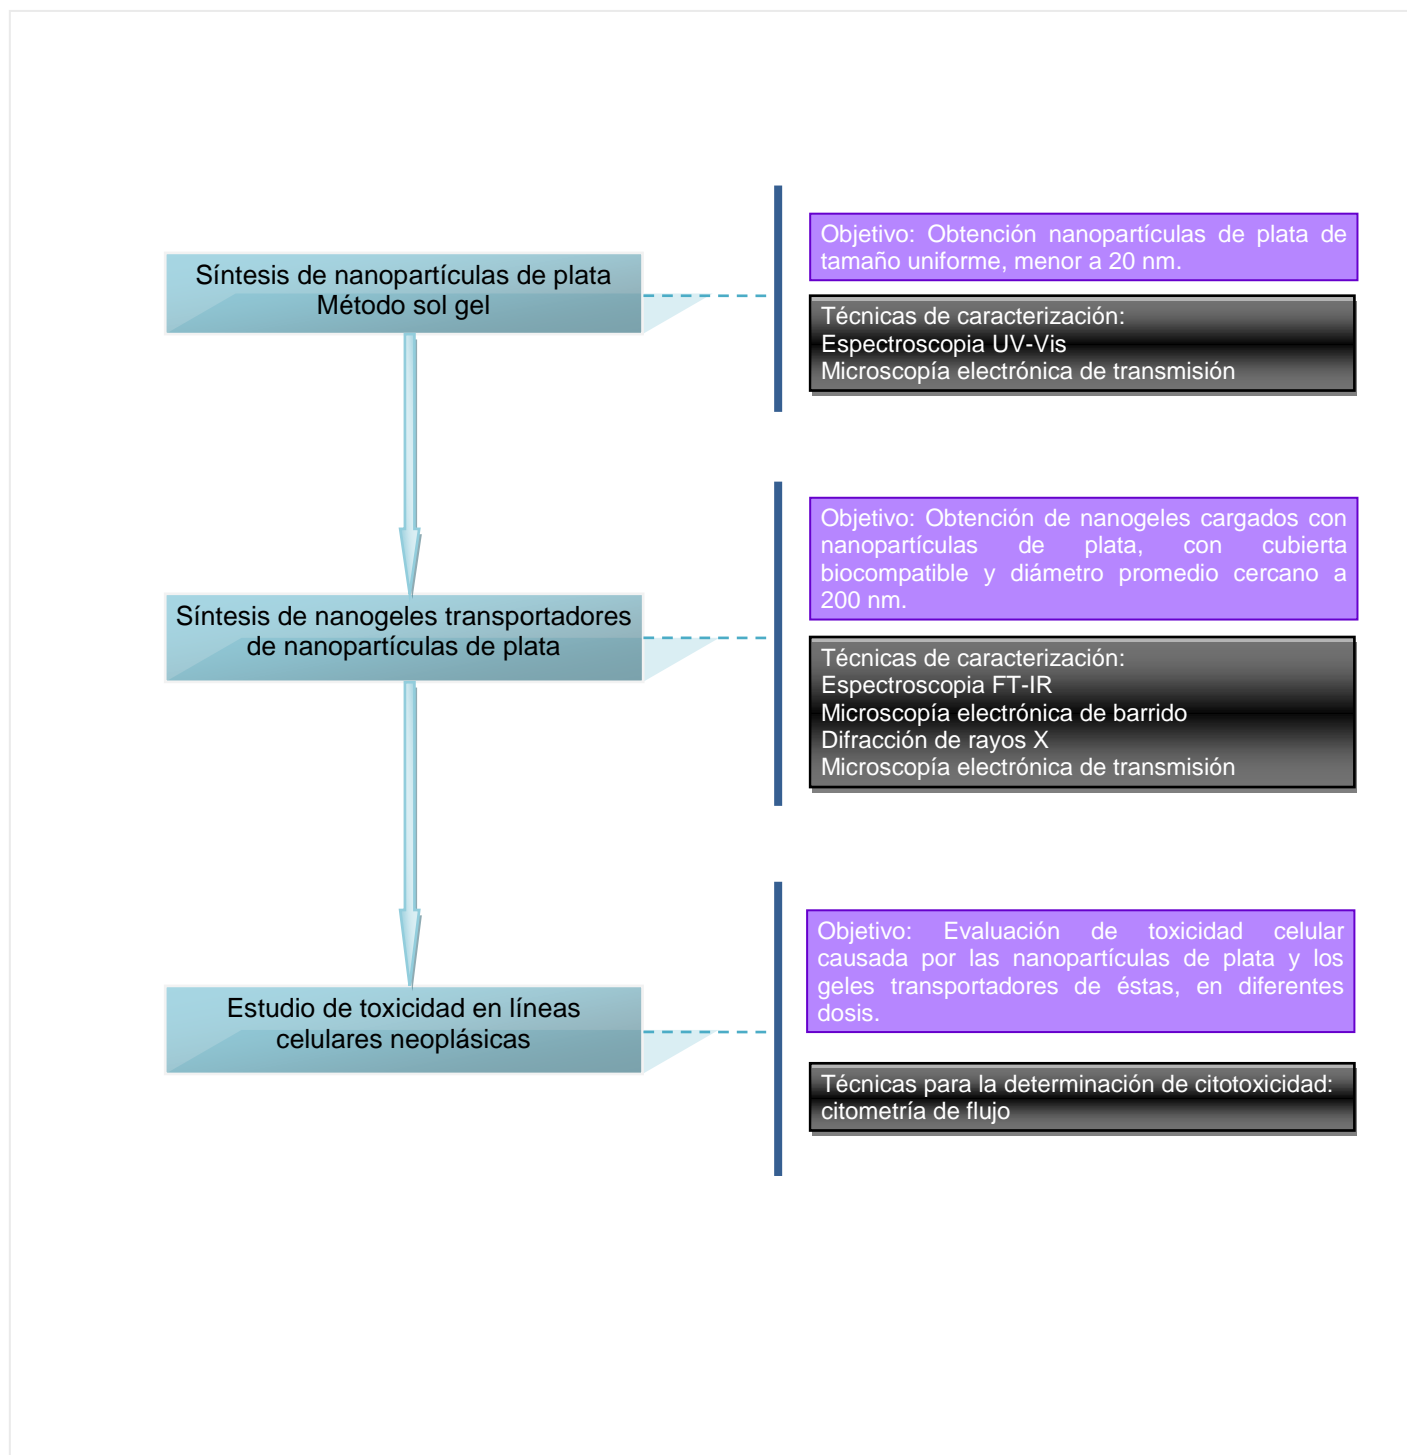 Síntesis de nanopartículas de plata
Método sol gel
Objetivo: Obtención nanopartículas de plata de
tamaño uniforme, menor a 20 nm.
Técnicas de caracterización:
Espectroscopia UV-Vis
Microscopía electrónica de transmisión
Síntesis de nanogeles transportadores
de nanopartículas de plata
Objetivo: Obtención de nanogeles cargados con
nanopartículas de plata, con cubierta
biocompatible y diámetro promedio cercano a
200 nm.
Técnicas de caracterización:
Espectroscopia FT-IR
Microscopía electrónica de barrido
Difracción de rayos X
Microscopía electrónica de transmisión
Estudio de toxicidad en líneas
celulares neoplásicas
Objetivo: Evaluación de toxicidad celular
causada por las nanopartículas de plata y los
geles transportadores de éstas, en diferentes
dosis.
Técnicas para la determinación de citotoxicidad:
citometría de flujo